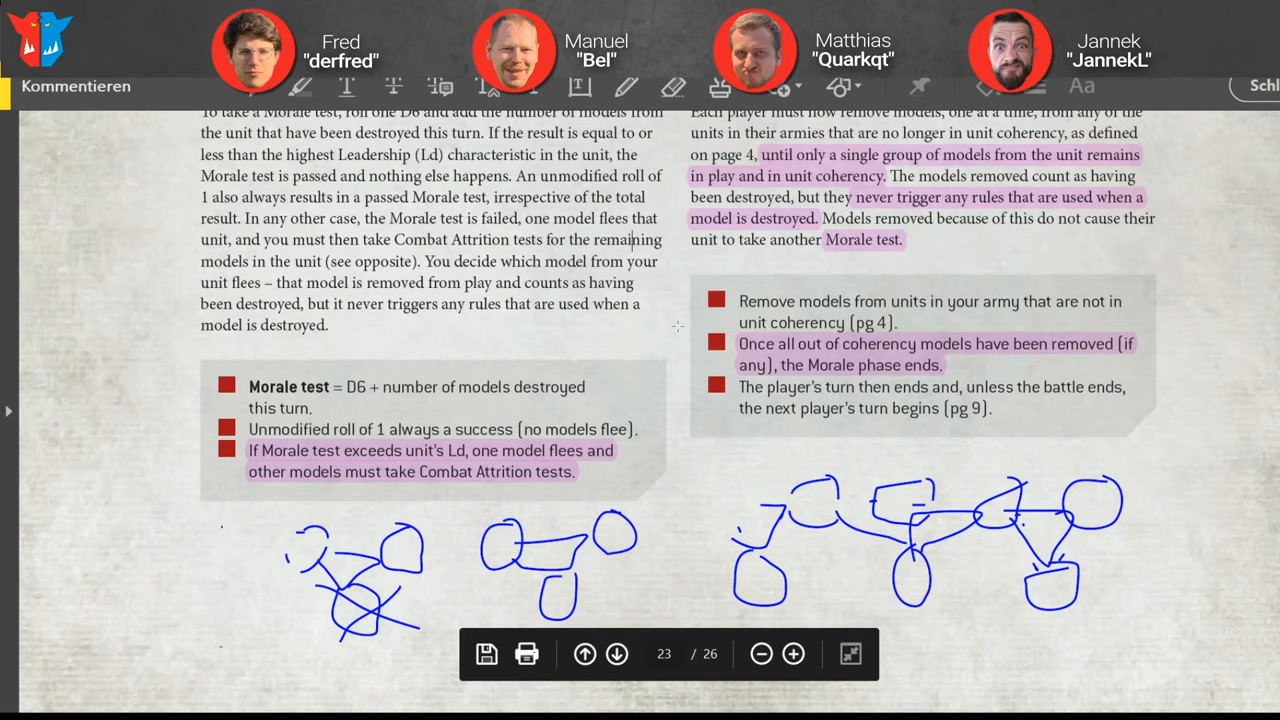 Fred
"derfred"
Manuel
"Bel"
Matthias
"Quarkqt"
Jannek
"JannekL"
Kommentieren
Aa
Schl
To take a Morale test, roll one D6 and add the number of models from
the unit that have been destroyed this turn. If the result is equal to or
less than the highest Leadership (Ld) characteristic in the unit, the
Morale test is passed and nothing else happens. An unmodified roll of
1 also always results in a passed Morale test, irrespective of the total
result. In any other case, the Morale test is failed, one model flees that
unit, and you must then take Combat Attrition tests for the remaining
models in the unit (see opposite). You decide which model from your
unit flees – that model is removed from play and counts as having
been destroyed, but it never triggers any rules that are used when a
model is destroyed.
Morale test = D6 + number of models destroyed
this turn.
Unmodified roll of 1 always a success (no models flee).
If Morale test exceeds unit's Ld, one model flees and
other models must take Combat Attrition tests.
Each player must now remove models, one at a time, from any of the
units in their armies that are no longer in unit coherency, as defined
on page 4, until only a single group of models from the unit remains
in play and in unit coherency. The models removed count as having
been destroyed, but they never trigger any rules that are used when a
model is destroyed. Models removed because of this do not cause their
unit to take another Morale test.
Remove models from units in your army that are not in
unit coherency (pg 4).
Once all out of coherency models have been removed (if
any), the Morale phase ends.
The player's turn then ends and, unless the battle ends,
the next player's turn begins (pg 9).
23 / 26